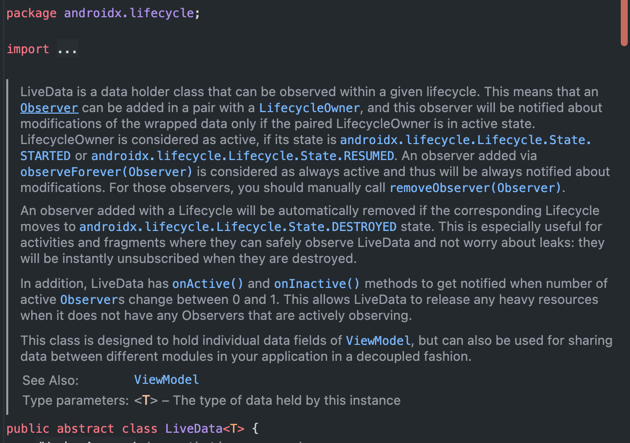 package androidx.lifecycle;
import ...
LiveData is a data holder class that can be observed within a given lifecycle. This means that an
Observer can be added in a pair with a LifecycleOwner, and this observer will be notified about
modifications of the wrapped data only if the paired LifecycleOwner is in active state.
LifecycleOwner is considered as active, if its state is androidx.lifecycle.Lifecycle.State.
STARTED or androidx.lifecycle.Lifecycle.State.RESUMED. An observer added via
observeForever(Observer) is considered as always active and thus will be always notified about
modifications. For those observers, you should manually call removeObserver(Observer).
An observer added with a Lifecycle will be automatically removed if the corresponding Lifecycle
moves to androidx.lifecycle.Lifecycle.State.DESTROYED state. This is especially useful for
activities and fragments where they can safely observe LiveData and not worry about leaks: they
will be instantly unsubscribed when they are destroyed.
In addition, LiveData has onActive() and onInactive() methods to get notified when number of
active Observers change between 0 and 1. This allows LiveData to release any heavy resources
when it does not have any Observers that are actively observing.
This class is designed to hold individual data fields of ViewModel, but can also be used for sharing
data between different modules in your application in a decoupled fashion.
See Also: ViewModel
Type parameters: <T> – The type of data held by this instance
public abstract class LiveData<T> {